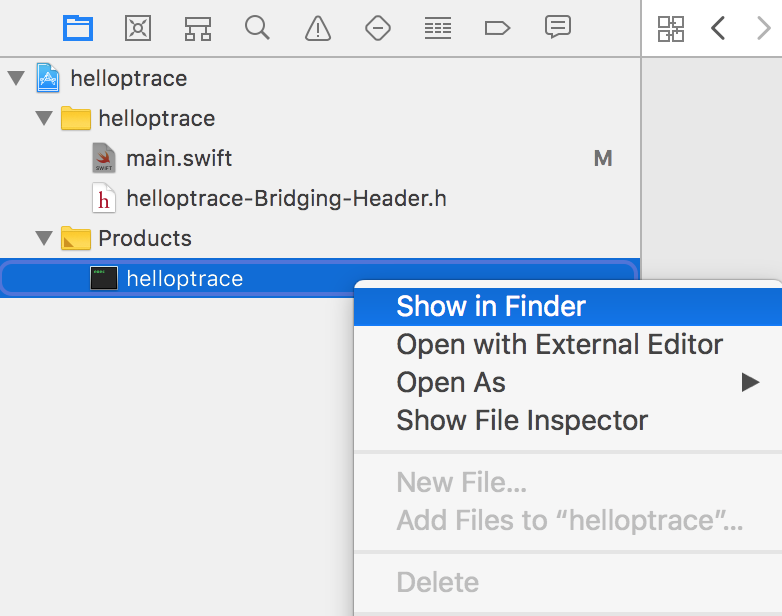 helloptrace
helloptrace
main.swift M
helloptrace-Bridging-Header.h
Products
helloptrace
Show in Finder
Open with External Editor
Open As
Show File Inspector
New File...
Add Files to “helloptrace”...
Delete